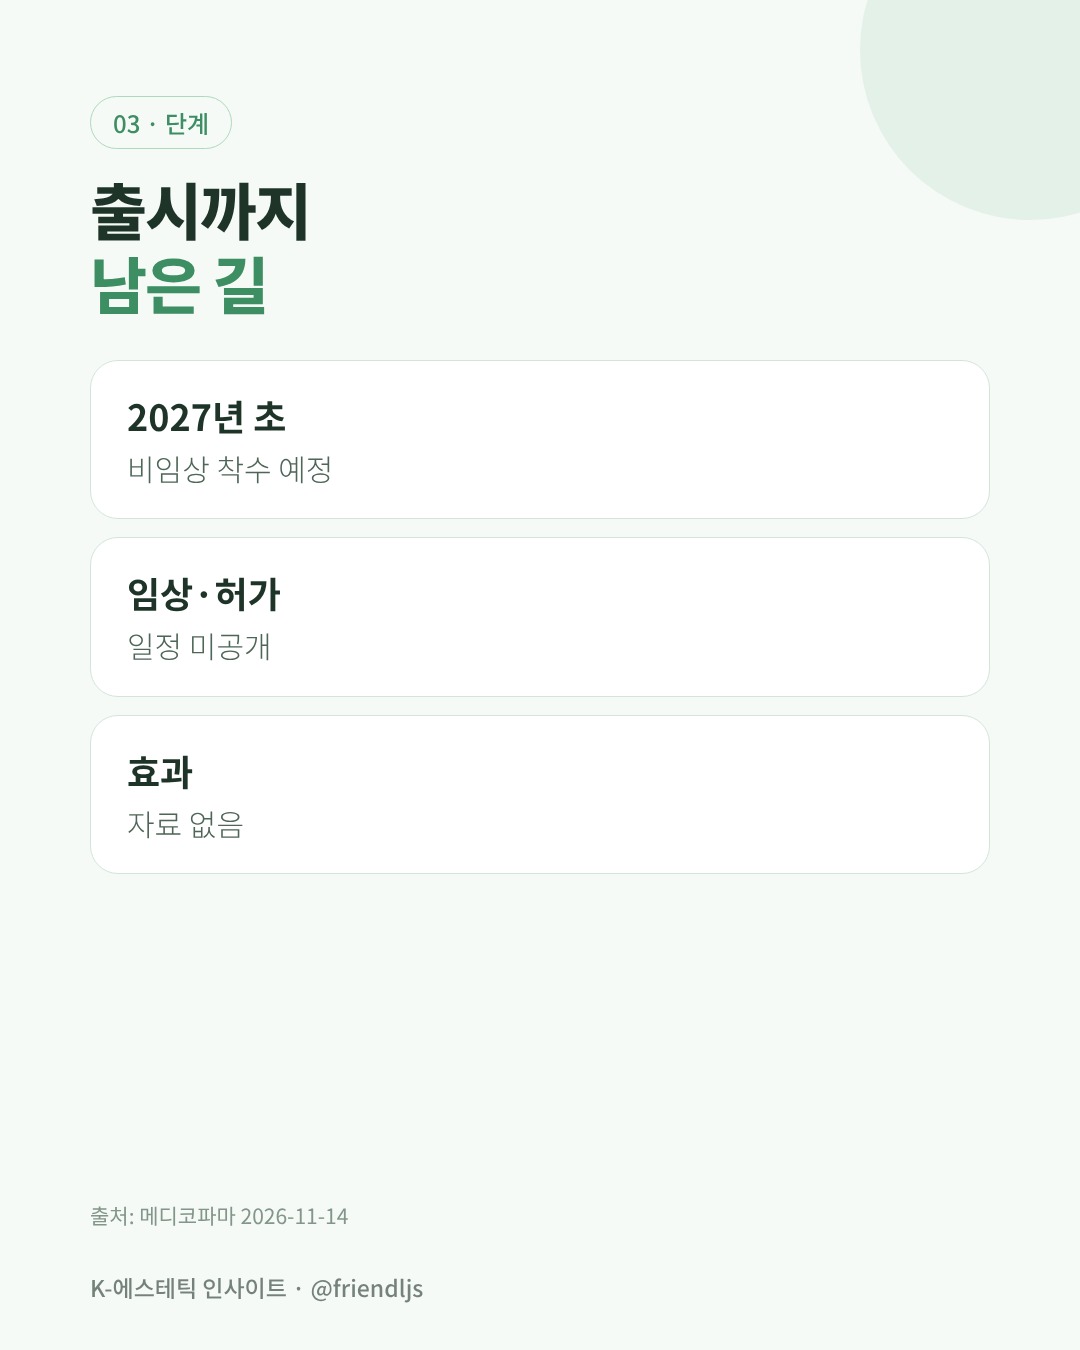 03 · 단계
출시까지
남은 길
2027년 초
비임상 착수 예정
임상·허가
일정 미공개
효과
자료 없음
출처: 메디코파마 2026-11-14
K-에스테틱 인사이트 · @friendljs